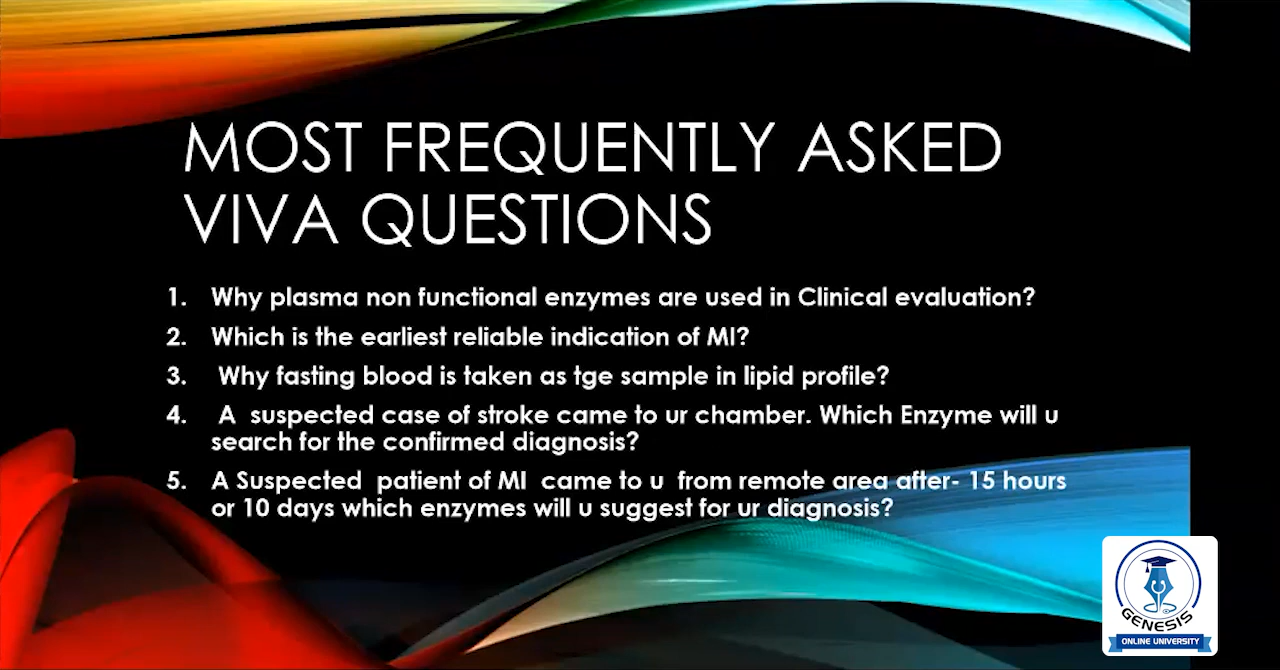 MOST FREQUENTLY ASKED
VIVA QUESTIONS
1. Why plasma non functional enzymes are used in Clinical evaluation?
2. Which is the earliest reliable indication of MI?
3. Why fasting blood is taken as tge sample in lipid profile?
4. A suspected case of stroke came to ur chamber. Which Enzyme will u
search for the confirmed diagnosis?
5. A Suspected patient of MI came to u from remote area after- 15 hours
or 10 days which enzymes will u suggest for ur diagnosis?
GENESIS
ONLINE UNIVERSITY